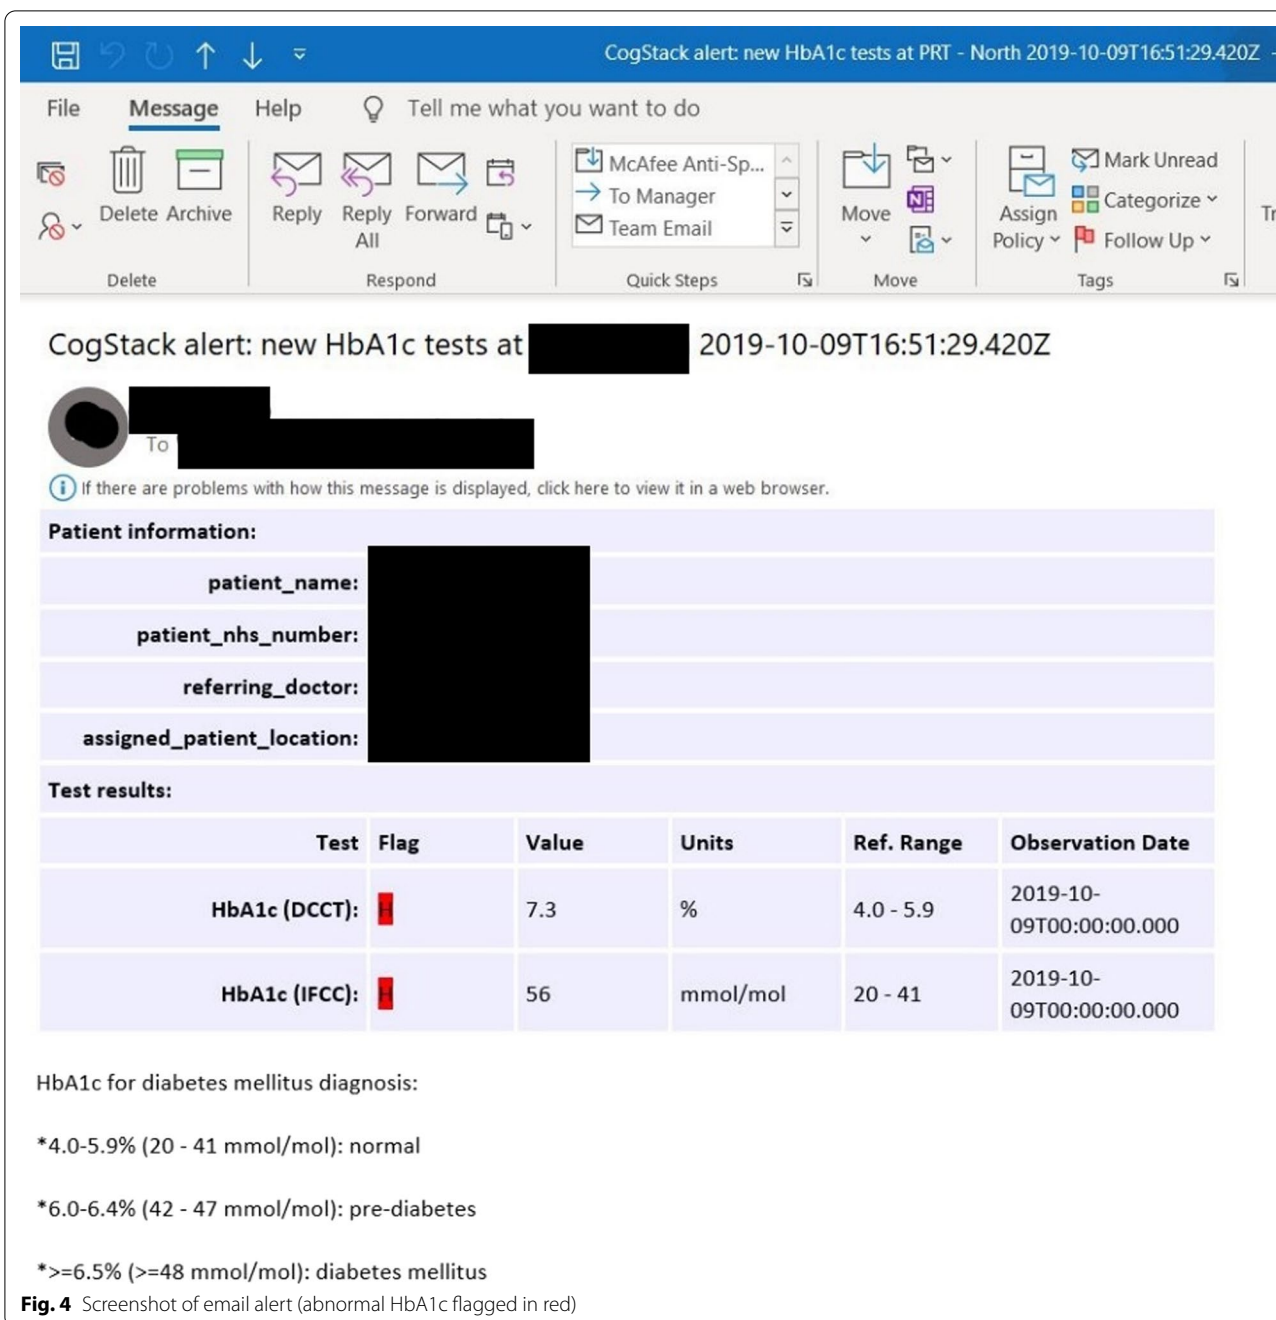 CogStack alert: new HbA1c tests at PRT - North 2019-10-09T16:51:29.420Z -
File Message Help Tell me what you want to do
Delete Archive Reply Reply All Forward
McAfee Anti-Sp...
To Manager
Team Email
Move
Assign Policy
Mark Unread
Categorize
Follow Up
Tr
Delete Respond Quick Steps Move Tags
CogStack alert: new HbA1c tests at 2019-10-09T16:51:29.420Z
To
If there are problems with how this message is displayed, click here to view it in a web browser.
Patient information:
patient_name:
patient_nhs_number:
referring_doctor:
assigned_patient_location:
Test results:
Test Flag Value Units Ref. Range Observation Date
HbA1c (DCCT): H 7.3 % 4.0 - 5.9 2019-10-
09T00:00:00.000
HbA1c (IFCC): H 56 mmol/mol 20 - 41 2019-10-
09T00:00:00.000
HbA1c for diabetes mellitus diagnosis:
*4.0-5.9% (20 - 41 mmol/mol): normal
*6.0-6.4% (42 - 47 mmol/mol): pre-diabetes
*>=6.5% (>=48 mmol/mol): diabetes mellitus
Fig. 4 Screenshot of email alert (abnormal HbA1c flagged in red)